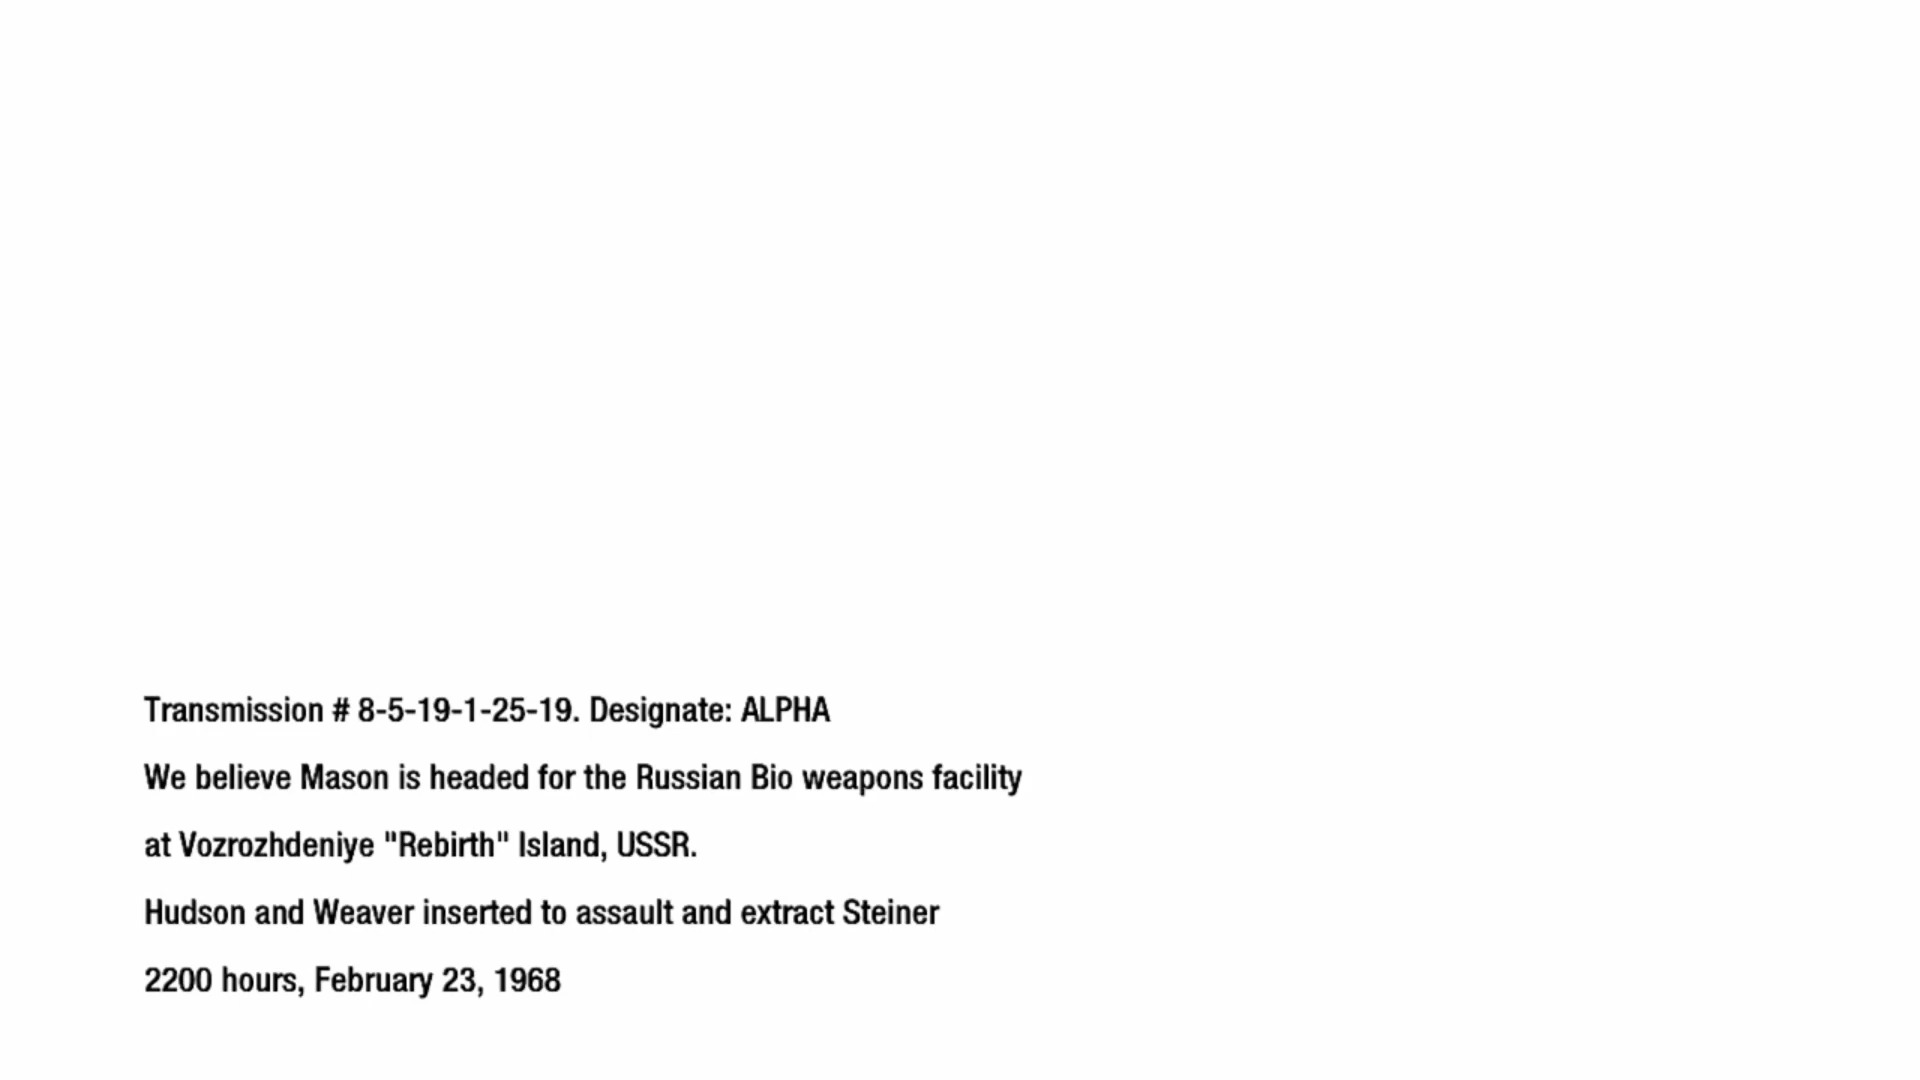 Transmission # 8-5-19-1-25-19. Designate: ALPHA
We believe Mason is headed for the Russian Bio weapons facility
at Vozrozhdeniye "Rebirth" Island, USSR.
Hudson and Weaver inserted to assault and extract Steiner
2200 hours, February 23, 1968